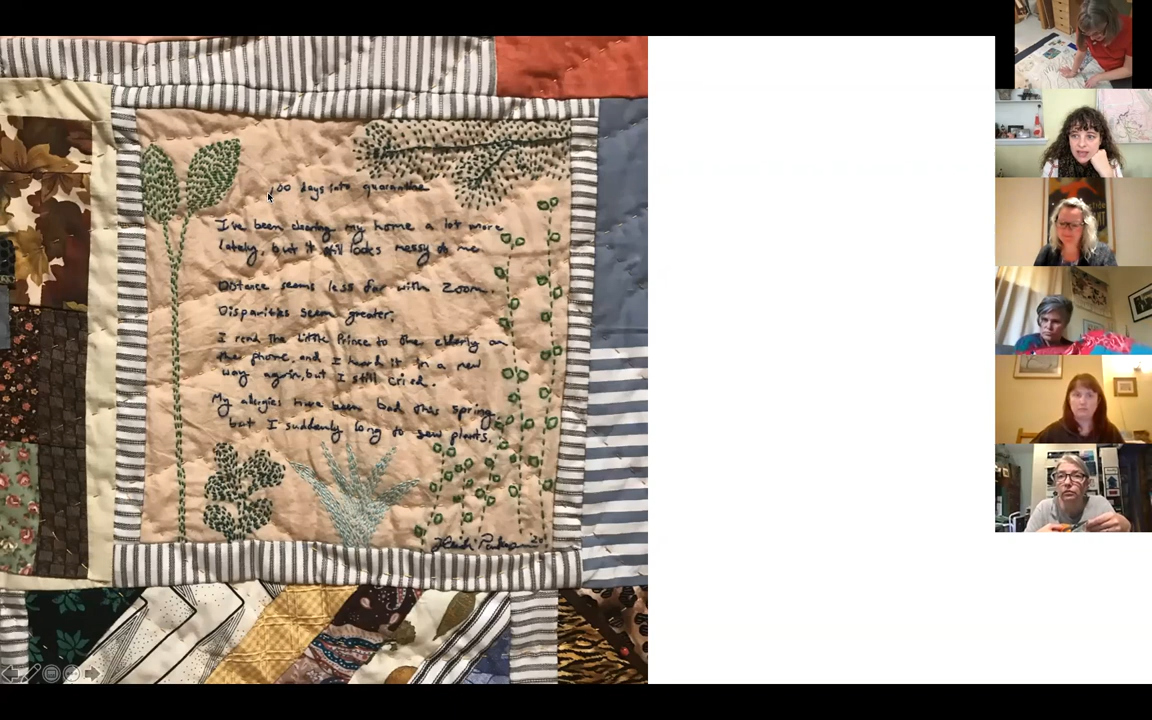 100 days into quarantine
I've been cleaning my home a lot more
lately, but it still looks messy to me.
Distance seems less far with Zoom.
Disparities seem greater.
I read The Little Prince to the elderly on
the phone, and I heard it in a new
way again, but I still cried.
My allergies have been bad this spring,
but I suddenly long to sew plants.
Heidi 20